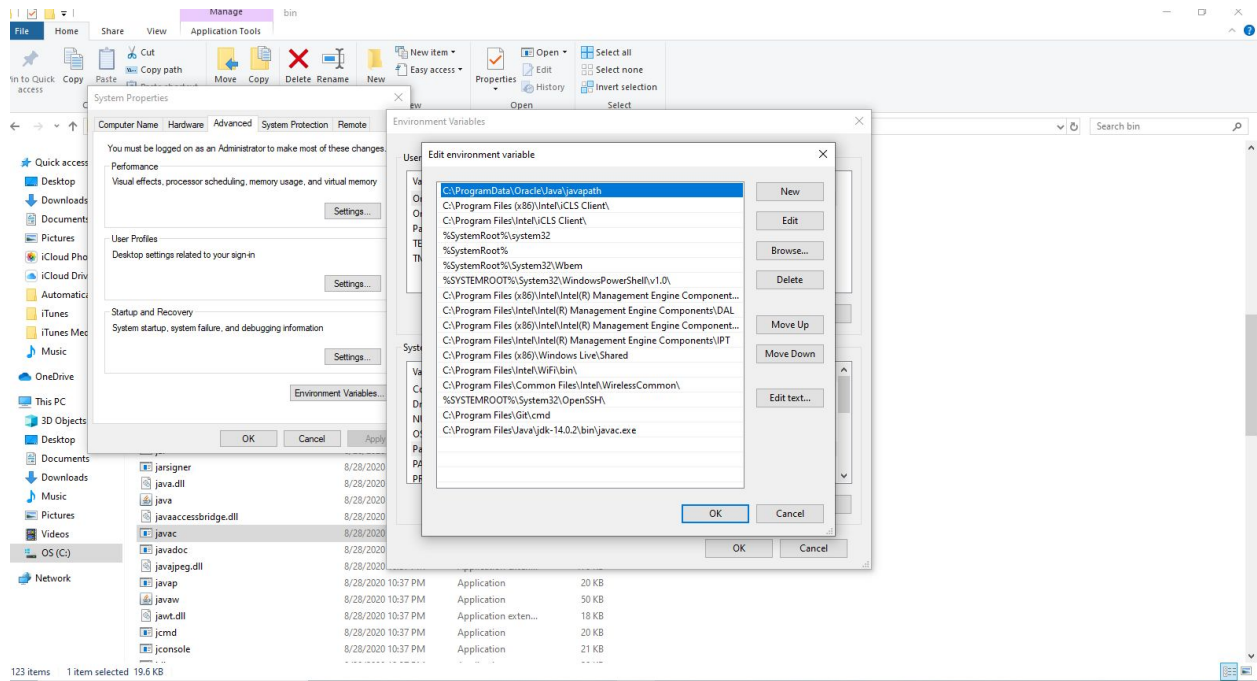 Manage
bin
File
Home
Share
View
Application Tools
Copy
Paste
Cut
Copy path
Move
Copy
Delete
Rename
New
New item
Easy access
Properties
Open
Edit
History
Select all
Select none
Invert selection
access
Open
Select
Search bin
Quick access
Desktop
Downloads
Documents
Pictures
iCloud Pho
iCloud Driv
Automatica
iTunes
iTunes Med
Music
OneDrive
This PC
3D Objects
Desktop
Documents
Downloads
Music
Pictures
Videos
OS (C:)
Network
System Properties
Computer Name
Hardware
Advanced
System Protection
Remote
You must be logged on as an Administrator to make most of these changes.
Performance
Visual effects, processor scheduling, memory usage, and virtual memory
Settings...
User Profiles
Desktop settings related to your sign-in
Settings...
Startup and Recovery
System startup, system failure, and debugging information
Settings...
Environment Variables...
OK
Cancel
Apply
Environment Variables
User
Syste
OK
Cancel
Edit environment variable
C:\ProgramData\Oracle\Java\javapath
C:\Program Files (x86)\Intel\iCLS Client\
C:\Program Files\Intel\iCLS Client\
%SystemRoot%\system32
%SystemRoot%
%SystemRoot%\System32\Wbem
%SYSTEMROOT%\System32\WindowsPowerShell\v1.0\
C:\Program Files (x86)\Intel\Intel(R) Management Engine Component...
C:\Program Files\Intel\Intel(R) Management Engine Components\DAL
C:\Program Files (x86)\Intel\Intel(R) Management Engine Component...
C:\Program Files\Intel\Intel(R) Management Engine Components\IPT
C:\Program Files (x86)\Windows Live\Shared
C:\Program Files\Intel\WiFi\bin\
C:\Program Files\Common Files\Intel\WirelessCommon\
%SYSTEMROOT%\System32\OpenSSH\
C:\Program Files\Git\cmd
C:\Program Files\Java\jdk-14.0.2\bin\javac.exe
New
Edit
Browse...
Delete
Move Up
Move Down
Edit text...
OK
Cancel
jarsigner 8/28/2020
java.dll 8/28/2020
java 8/28/2020
javaaccessbridge.dll 8/28/2020
javac 8/28/2020
javadoc 8/28/2020
javajpeg.dll 8/28/2020
javap 8/28/2020 10:37 PM Application 20 KB
javaw 8/28/2020 10:37 PM Application 50 KB
jawt.dll 8/28/2020 10:37 PM Application exten... 18 KB
jcmd 8/28/2020 10:37 PM Application 20 KB
jconsole 8/28/2020 10:37 PM Application 21 KB
123 items 1 item selected 19.6 KB